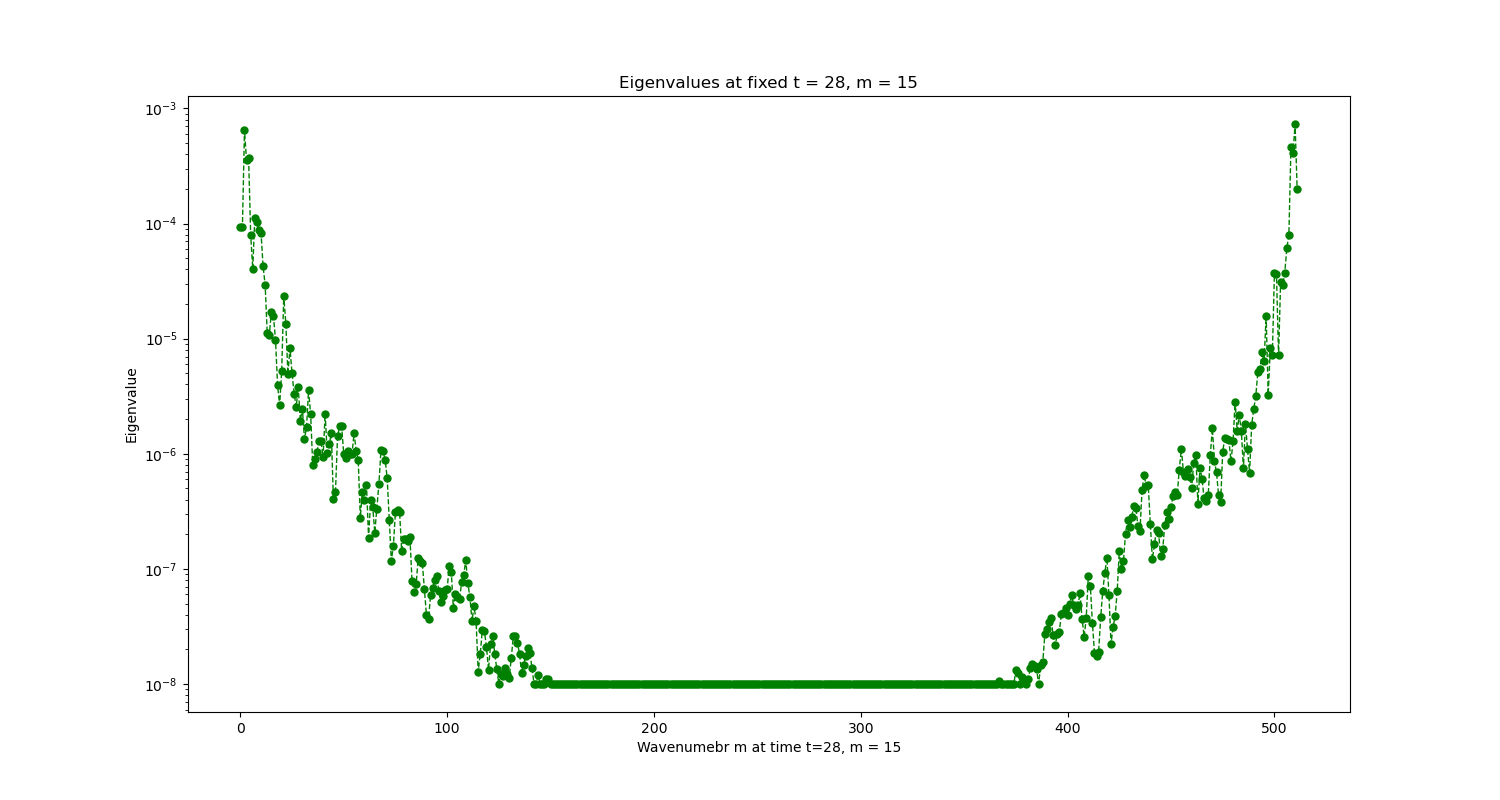 Eigenvalues at fixed t = 28, m = 15
Eigenvalue
10⁻³
10⁻⁴
10⁻⁵
10⁻⁶
10⁻⁷
10⁻⁸
0 100 200 300 400 500
Wavenumebr m at time t=28, m = 15